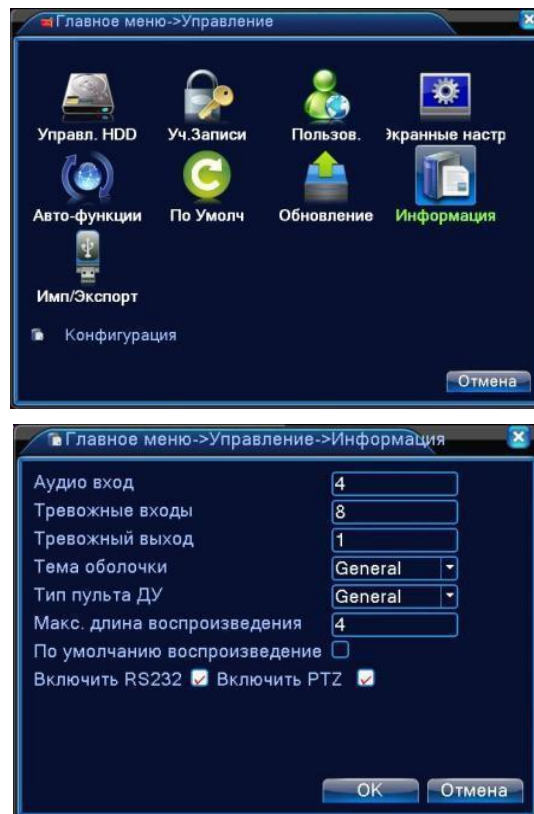 Главное меню->Управление
Управл. HDD Уч.Записи Пользов. Экранные настр
Авто-функции По Умолч Обновление Информация
Имп/Экспорт
Конфигурация
Отмена
Главное меню->Управление->Информация
Аудио вход 4
Тревожные входы 8
Тревожный выход 1
Тема оболочки General
Тип пульта ДУ General
Макс. длина воспроизведения 4
По умолчанию воспроизведение
Включить RS232 Включить PTZ
OK Отмена